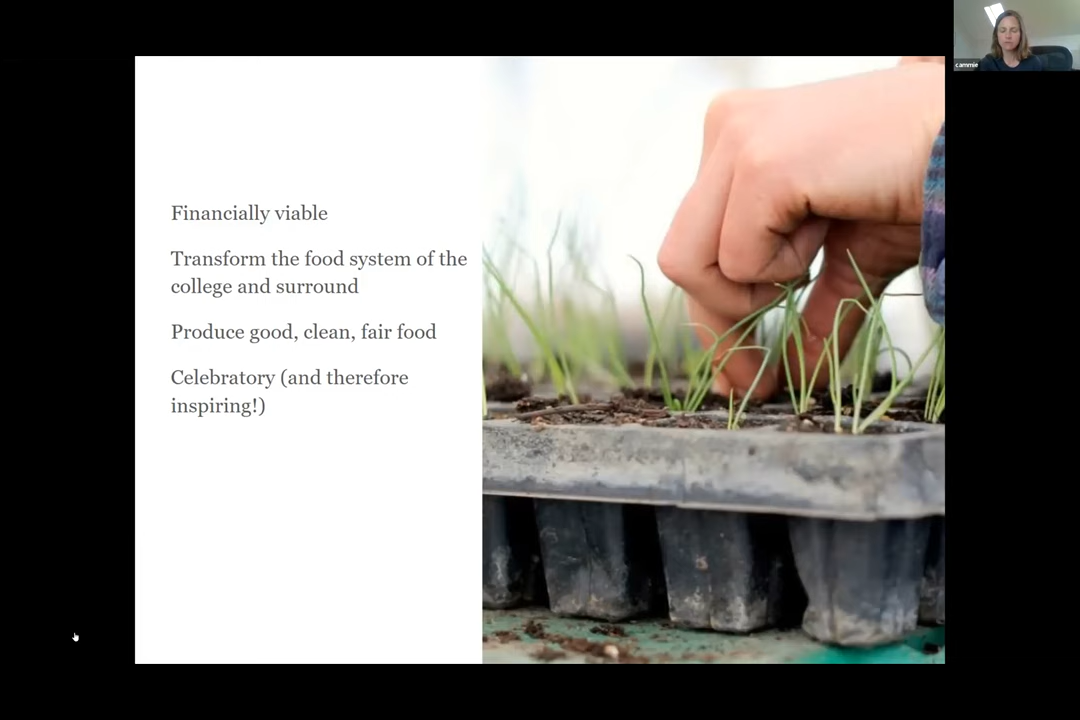 cammie
Financially viable
Transform the food system of the
college and surround
Produce good, clean, fair food
Celebratory (and therefore
inspiring!)